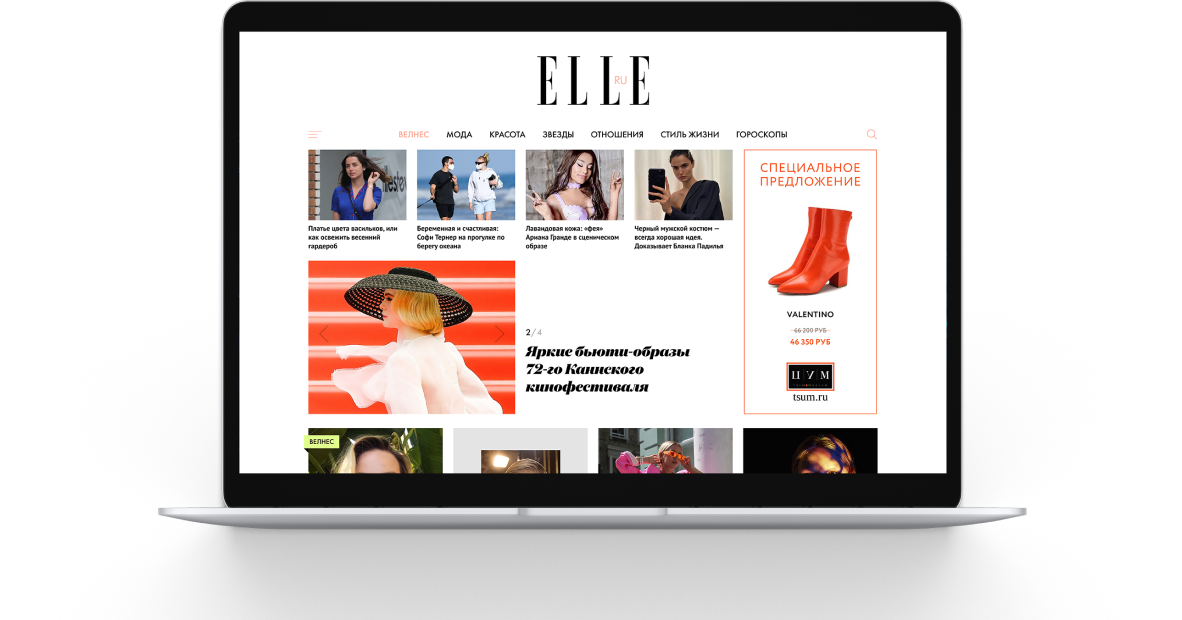 ELLE
RU
ВЕЛНЕС МОДА КРАСОТА ЗВЕЗДЫ ОТНОШЕНИЯ СТИЛЬ ЖИЗНИ ГОРОСКОПЫ
Платье цвета васильков, или
как освежить весенний
гардероб
Беременная и счастливая:
Софи Тернер на прогулке по
берегу океана
Лавандовая кожа: «фея»
Ариана Гранде в сценическом
образе
Черный мужской костюм —
всегда хорошая идея.
Доказывает Бланка Падилья
СПЕЦИАЛЬНОЕ
ПРЕДЛОЖЕНИЕ
VALENTINO
66 200 РУБ
46 350 РУБ
ЦУМ
tsum.ru
2/4
Яркие бьюти-образы
72-го Каннского
кинофестиваля
ВЕЛНЕС